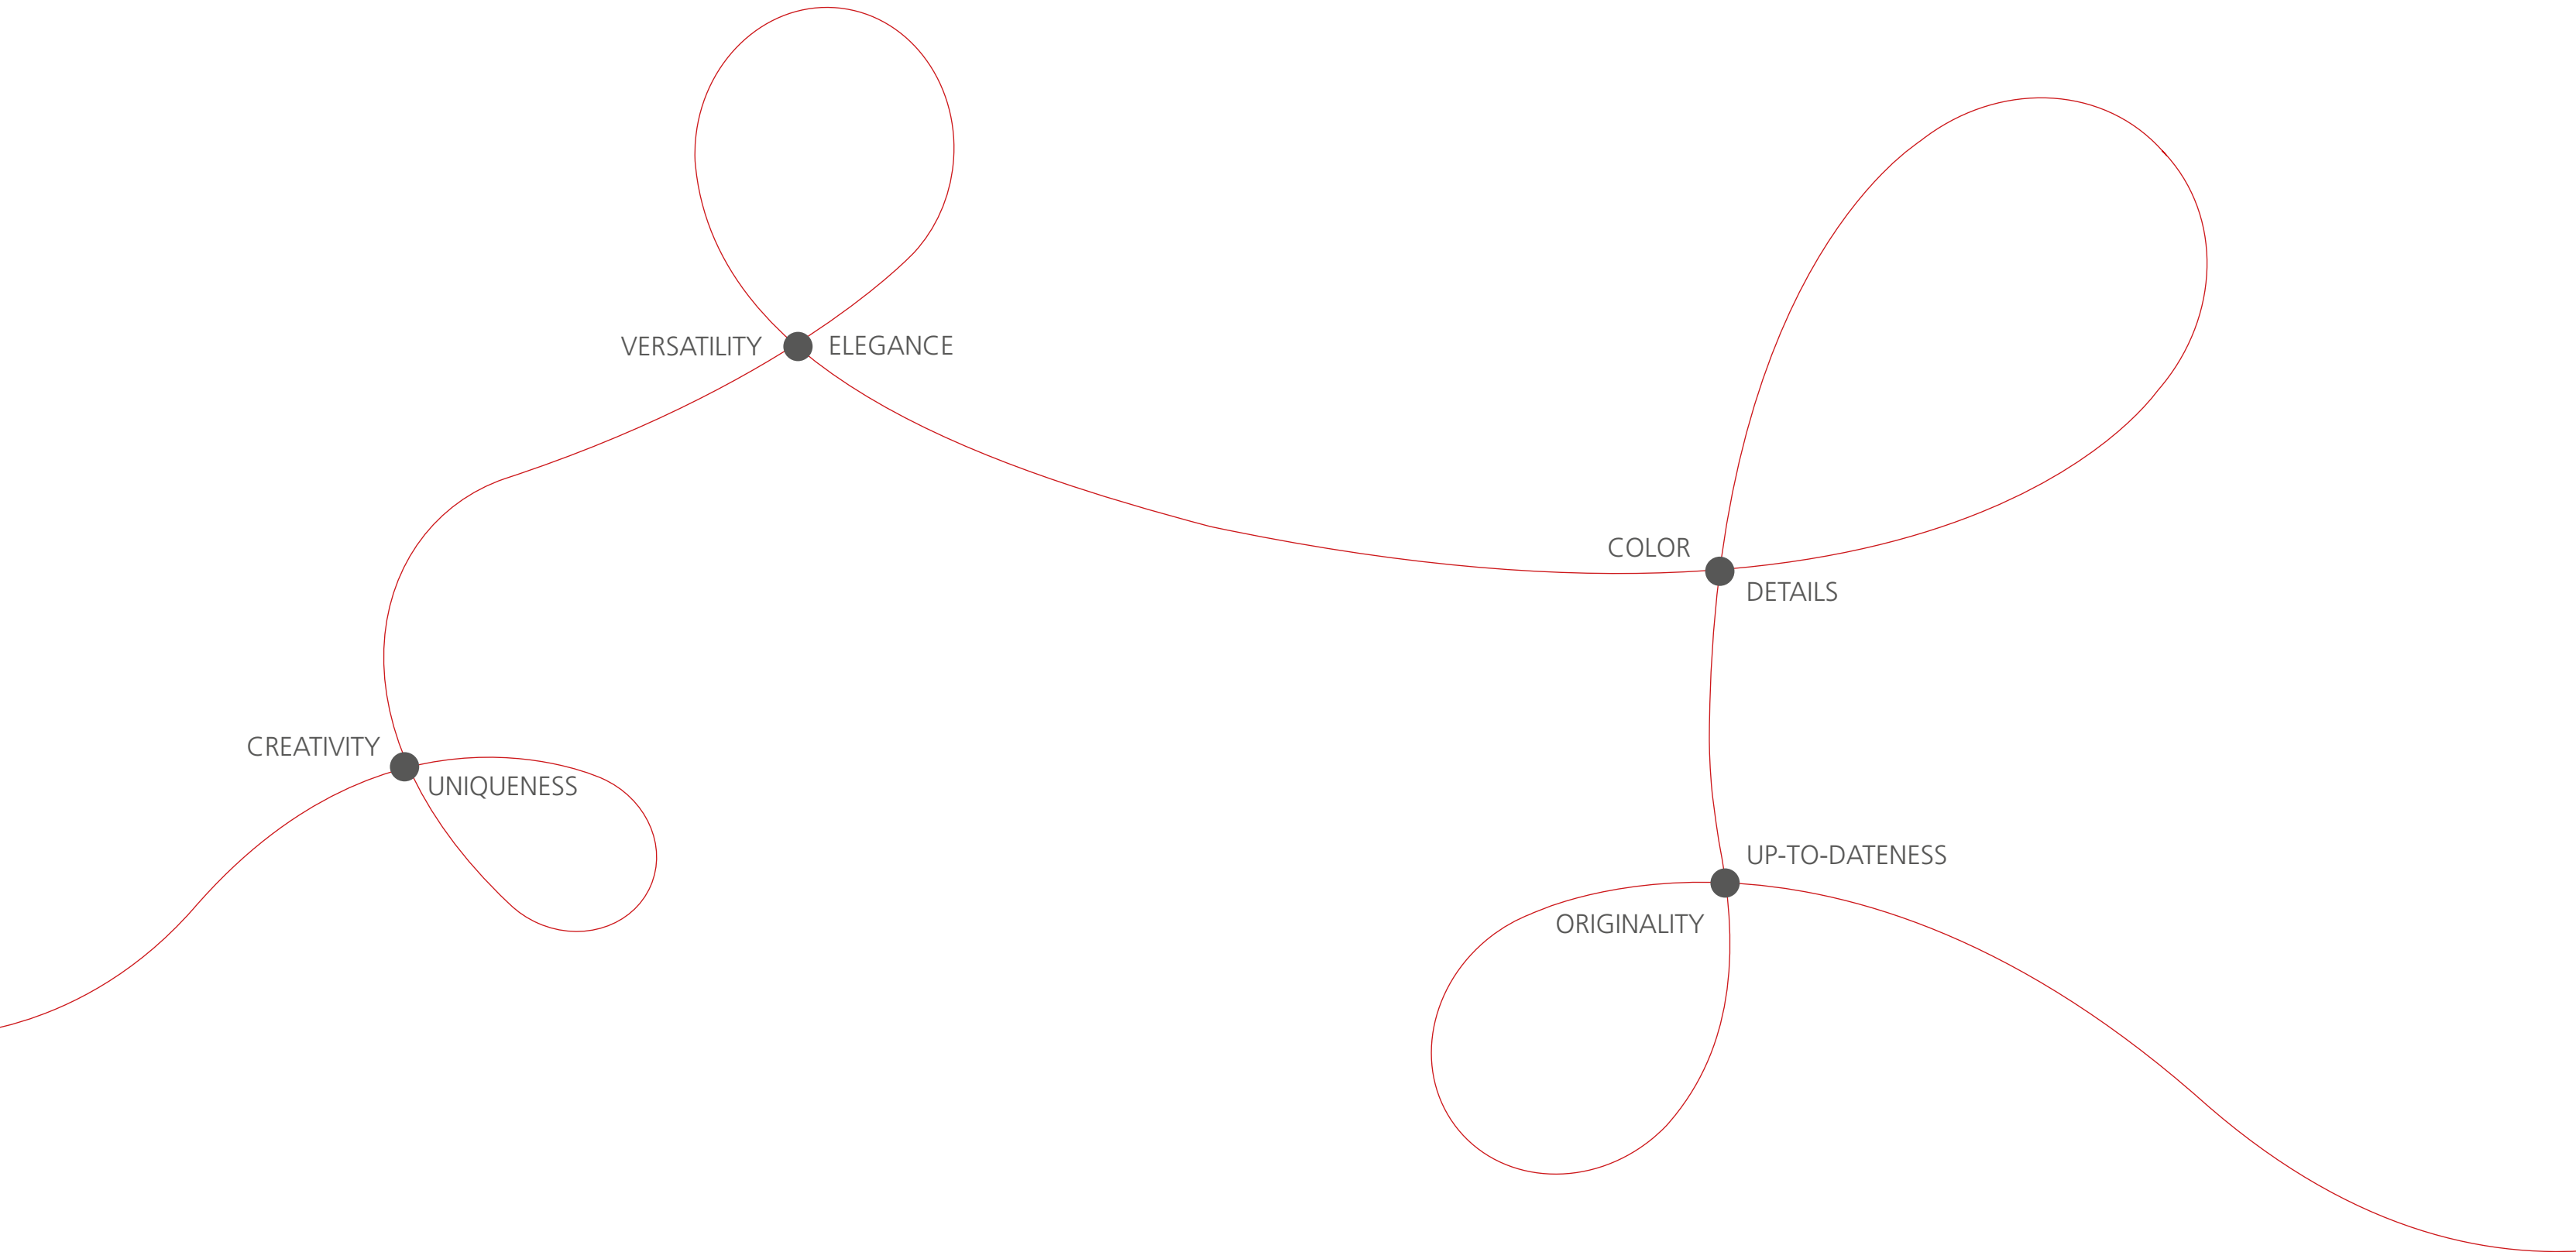 VERSATILITY ELEGANCE
COLOR
DETAILS
CREATIVITY
UNIQUENESS
UP-TO-DATENESS
ORIGINALITY